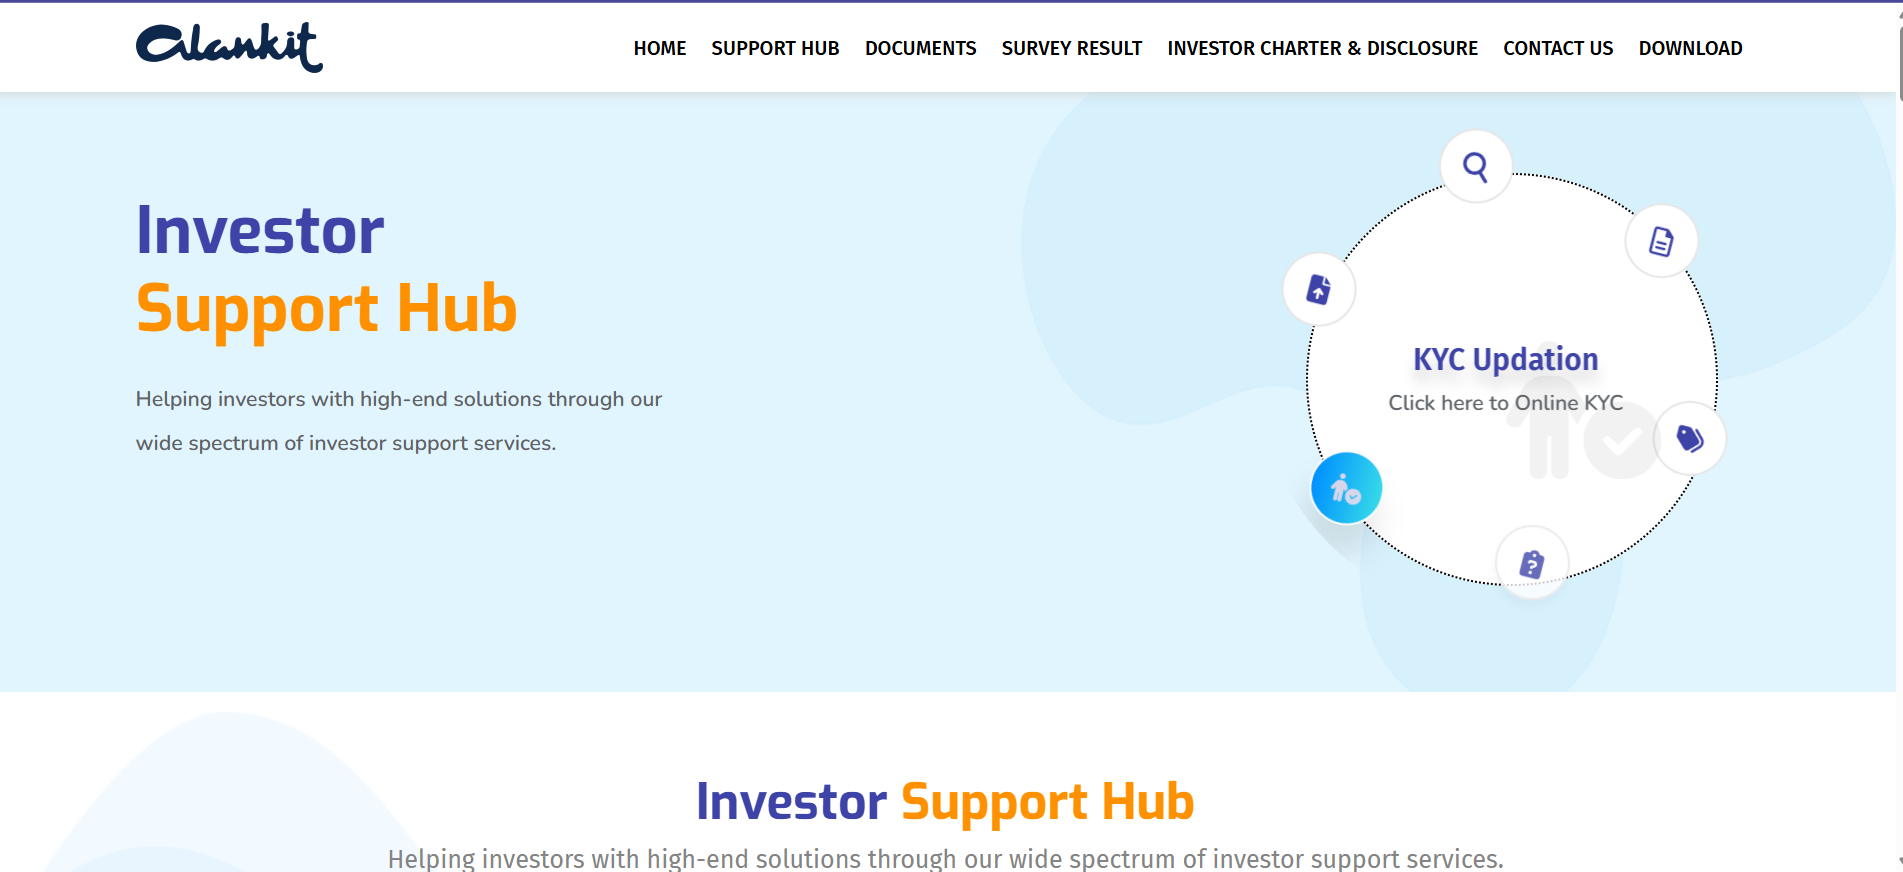 Alankit
HOME SUPPORT HUB DOCUMENTS SURVEY RESULT INVESTOR CHARTER & DISCLOSURE CONTACT US DOWNLOAD
Investor
Support Hub
Helping investors with high-end solutions through our
wide spectrum of investor support services.
KYC Updation
Click here to Online KYC
Investor Support Hub
Helping investors with high-end solutions through our wide spectrum of investor support services.